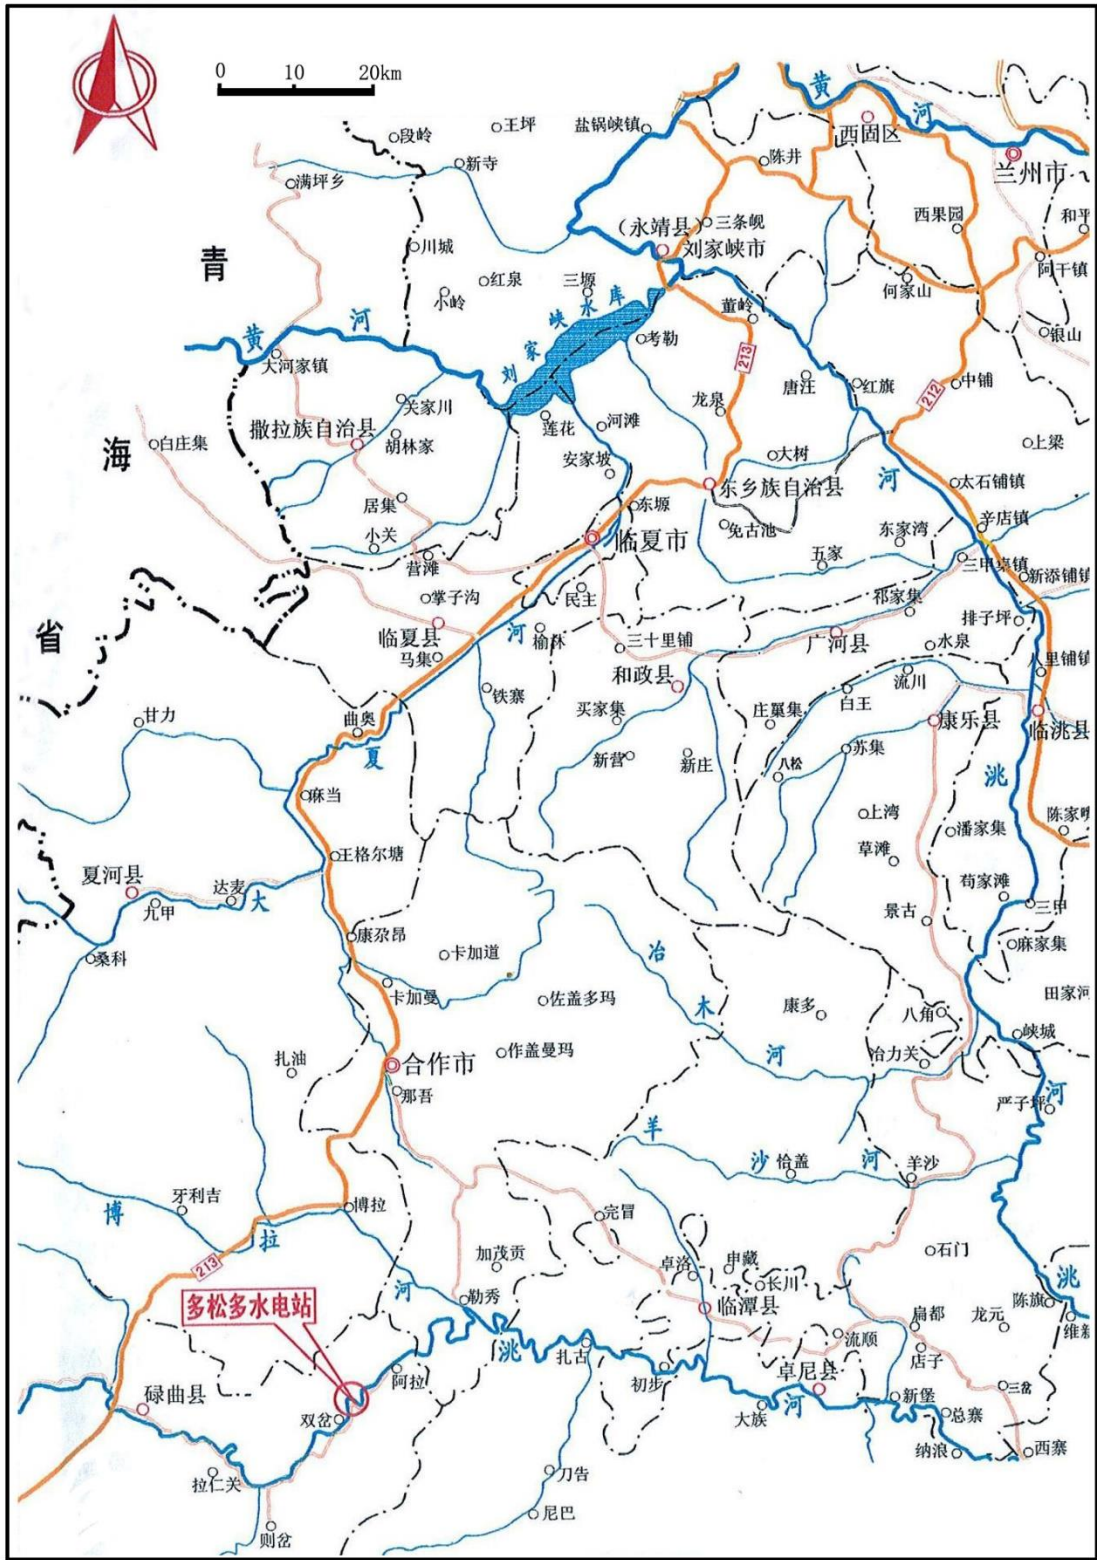 0 10 20km
黄
河
西固区
兰州市
段岭
王坪
盐锅峡镇
新寺
陈井
满坪乡
西果园
和平
(永靖县)
三条岘
刘家峡市
川城
阿干镇
青
红泉
三塬
小岭
何家山
董岭
银山
刘家峡水库
考勒
黄
河
大河家镇
213
唐汪
红旗
中铺
212
关家川
龙泉
撒拉族自治县
胡林家
莲花
河滩
海
白庄集
安家坡
大树
上梁
东乡族自治县
河
太石铺镇
居集
东塬
免古池
辛店镇
小关
临夏市
东家湾
营滩
五家
三甲嘉镇
新添铺镇
掌子沟
民主
祁家集
排子坪
省
临夏县
河
榆林
三十里铺
广河县
水泉
马集
和政县
八里铺镇
铁寨
流川
白王
甘力
曲奥
买家集
庄窠集
康乐县
临洮县
夏
新营
新庄
苏集
八松
洮
麻当
上湾
潘家集
陈家嘴
王格尔塘
草滩
夏河县
达麦
大
尢甲
苟家滩
三甲
景古
康尕昂
桑科
卡加道
冶
麻家集
卡加曼
佐盖多玛
木
康多
八角
田家河
峡城
扎油
合作市
作盖曼玛
河
冶力关
那吾
河
严子坪
羊
沙
恰盖
河
羊沙
牙利吉
博拉
博
拉
完冒
213
加茂贡
卓洛
申藏
长川
石门
洮
多松多水电站
河
勒秀
临潭县
陈旗
扁都
龙元
维新
洮
扎古
流顺
店子
碌曲县
阿拉
初步
卓尼县
三岔
双岔
大族
河
新堡
总寨
纳浪
西寨
拉仁关
刀告
尼巴
则岔